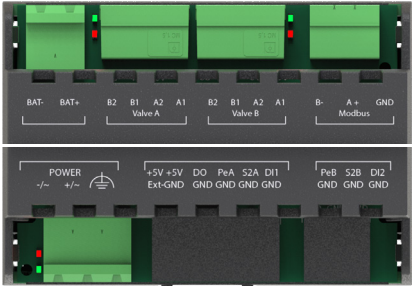 BAT- BAT+ B2 B1 A2 A1 B2 B1 A2 A1 B- A+ GND
Valve A Valve B Modbus
POWER +5V +5V DO PeA S2A DI1 PeB S2B DI2
-/~ +/~ Ext-GND GND GND GND GND GND GND GND